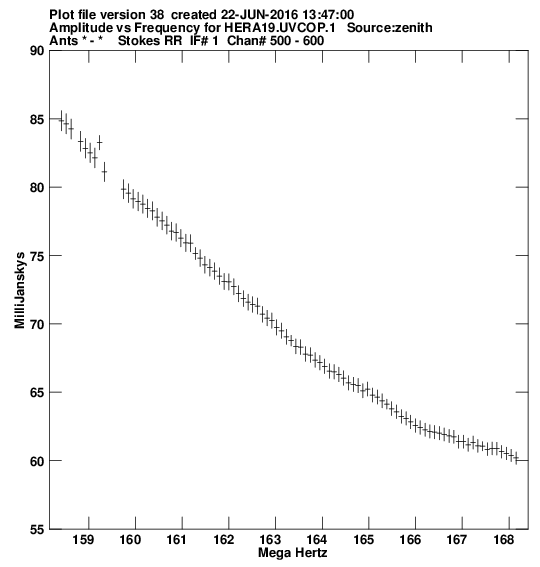 Plot file version 38 created 22-JUN-2016 13:47:00
Amplitude vs Frequency for HERA19.UVCOP.1 Source:zenith
Ants * - * Stokes RR IF# 1 Chan# 500 - 600
90
85
80
75
70
65
60
55
MilliJanskys
159 160 161 162 163 164 165 166 167 168
Mega Hertz